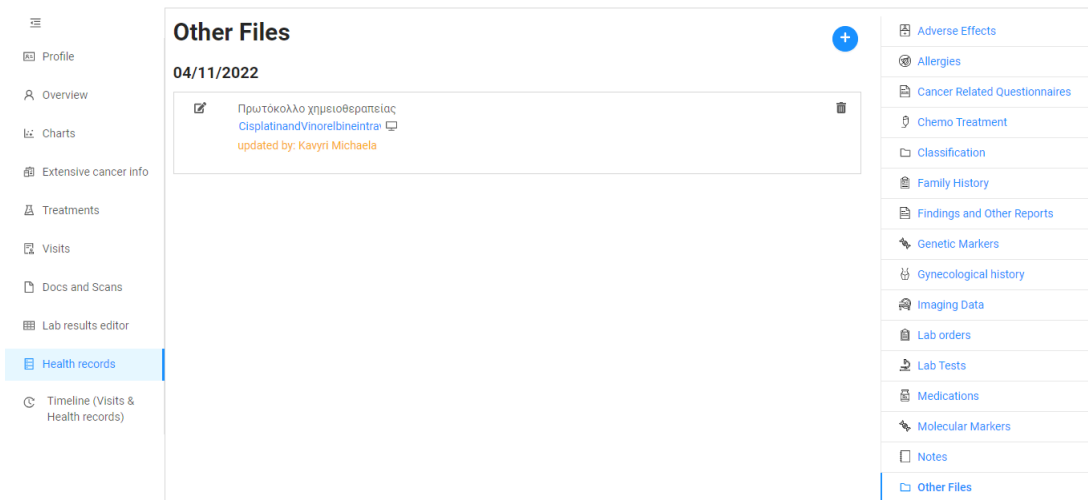 Profile
Overview
Charts
Extensive cancer info
Treatments
Visits
Docs and Scans
Lab results editor
Health records
Timeline (Visits &
Health records)
Other Files
+
04/11/2022
Πρωτόκολλο χημειοθεραπείας
CisplatinandVinorelbineintra
updated by: Kavyri Michaela
Adverse Effects
Allergies
Cancer Related Questionnaires
Chemo Treatment
Classification
Family History
Findings and Other Reports
Genetic Markers
Gynecological history
Imaging Data
Lab orders
Lab Tests
Medications
Molecular Markers
Notes
Other Files